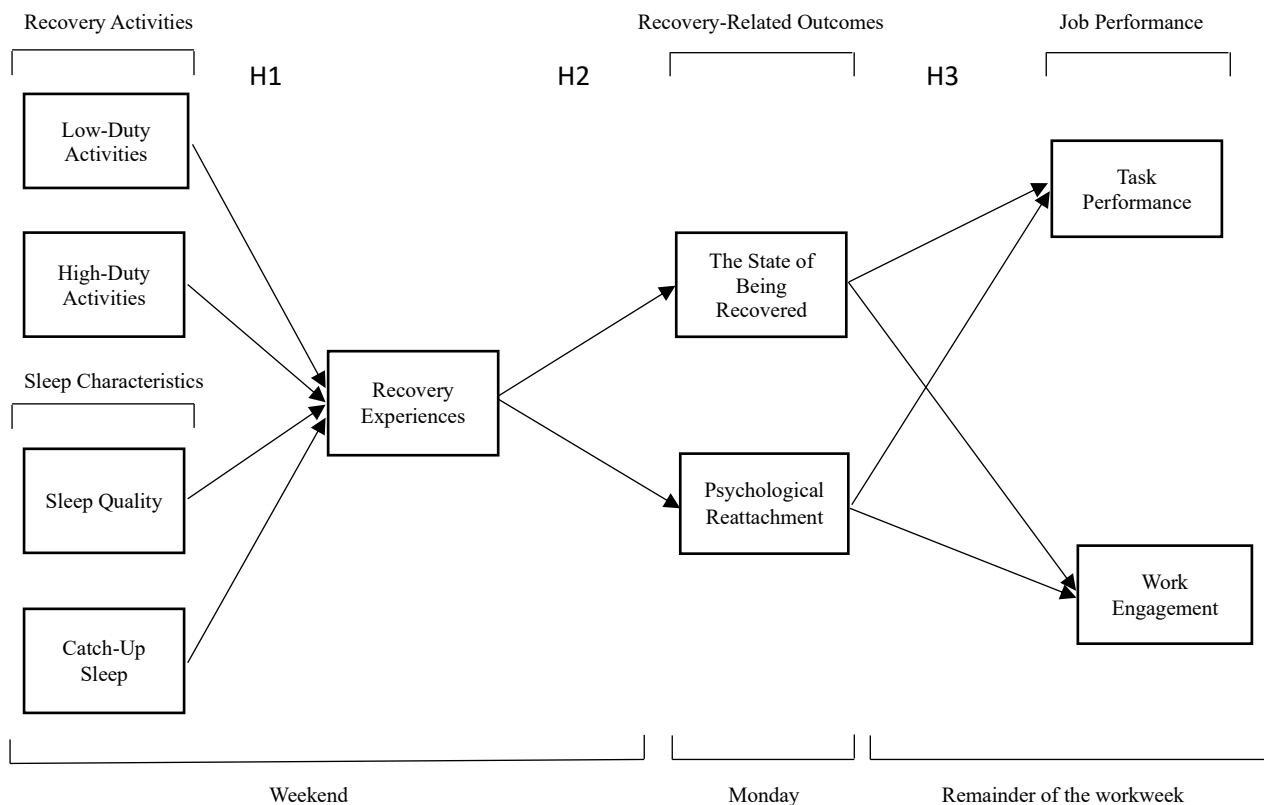 Recovery Activities
Recovery-Related Outcomes
Job Performance
H1
H2
H3
Low-Duty
Activities
High-Duty
Activities
Sleep Characteristics
Sleep Quality
Catch-Up
Sleep
Recovery
Experiences
The State of
Being
Recovered
Psychological
Reattachment
Task
Performance
Work
Engagement
Weekend
Monday
Remainder of the workweek